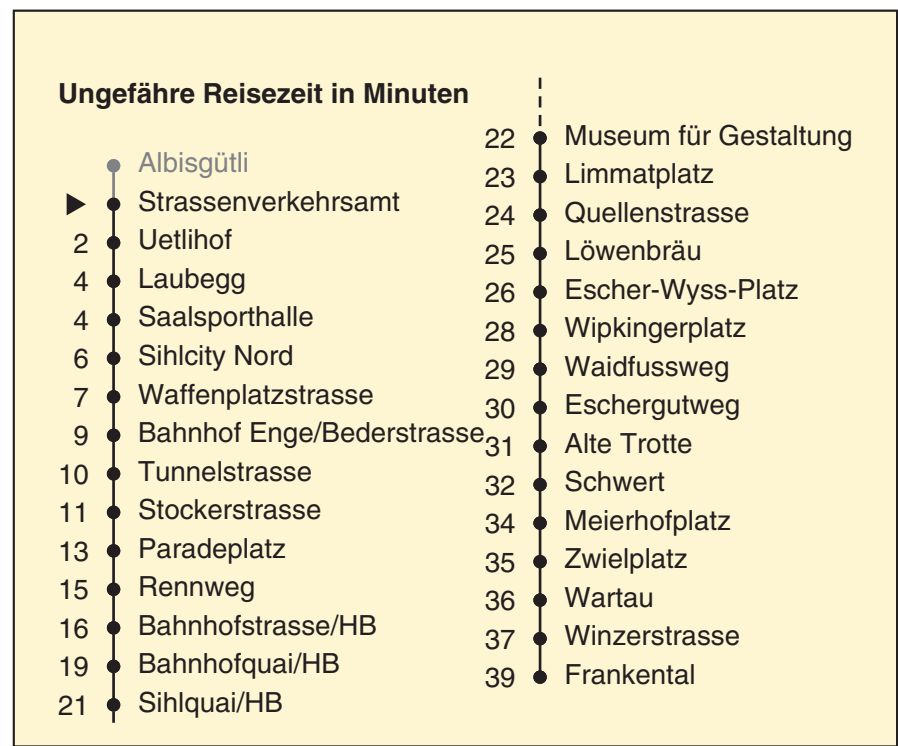 Ungefähre Reisezeit in Minuten
Albisgütli
Strassenverkehrsamt
2 Uetlihof
4 Laubegg
4 Saalsporthalle
6 Sihlcity Nord
7 Waffenplatzstrasse
9 Bahnhof Enge/Bederstrasse
10 Tunnelstrasse
11 Stockerstrasse
13 Paradeplatz
15 Rennweg
16 Bahnhofstrasse/HB
19 Bahnhofquai/HB
21 Sihlquai/HB
22 Museum für Gestaltung
23 Limmatplatz
24 Quellenstrasse
25 Löwenbräu
26 Escher-Wyss-Platz
28 Wipkingerplatz
29 Waidfussweg
30 Eschergutweg
31 Alte Trotte
32 Schwert
34 Meierhofplatz
35 Zwielplatz
36 Wartau
37 Winzerstrasse
39 Frankental